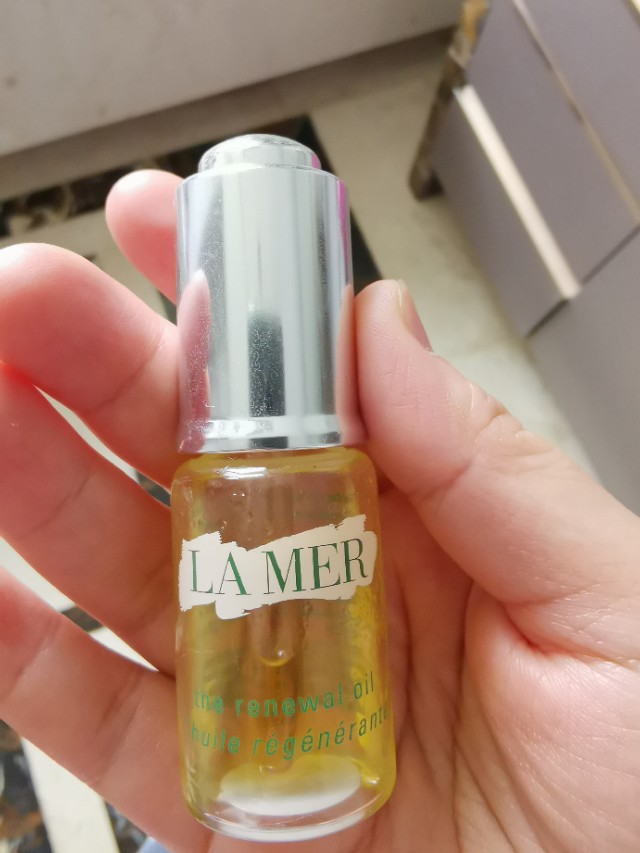 LA MER
the renewal oil
huile régénérante